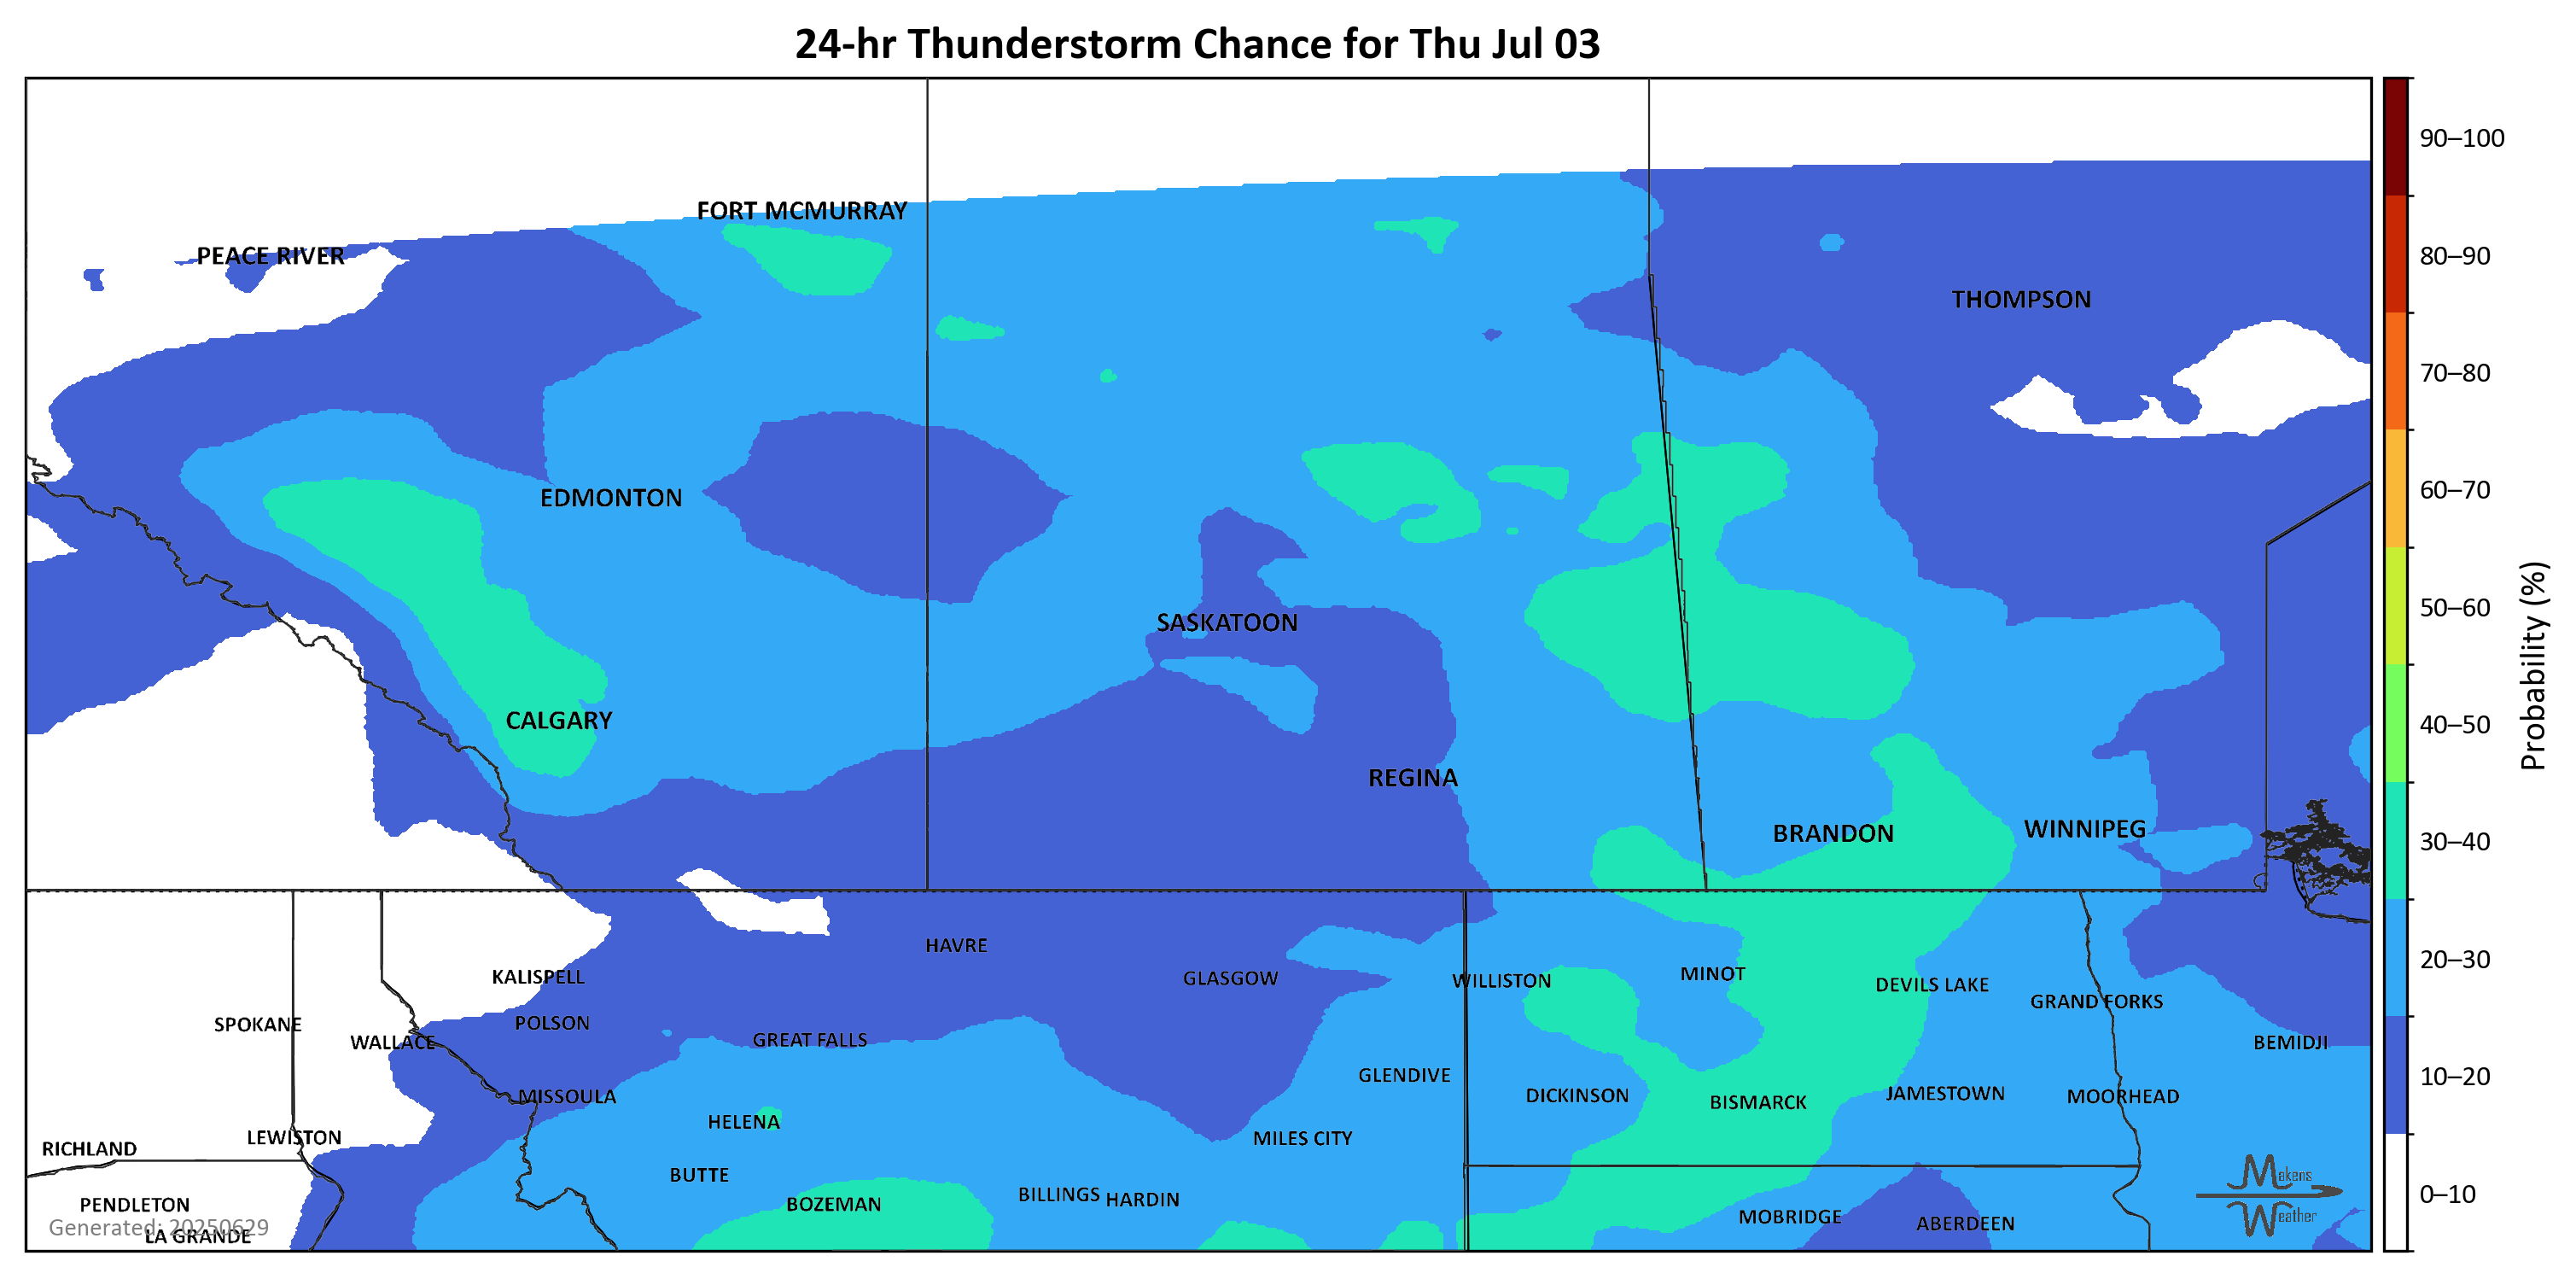 24-hr Thunderstorm Chance for Thu Jul 03
FORT MCMURRAY
PEACE RIVER
THOMPSON
EDMONTON
SASKATOON
CALGARY
REGINA
BRANDON
WINNIPEG
HAVRE
KALISPELL
GLASGOW
WILLISTON
MINOT
DEVILS LAKE
GRAND FORKS
SPOKANE
POLSON
WALLACE
GREAT FALLS
BEMIDJI
GLENDIVE
MISSOULA
DICKINSON
BISMARCK
JAMESTOWN
MOORHEAD
HELENA
LEWISTON
MILES CITY
RICHLAND
BUTTE
BILLINGS
HARDIN
PENDLETON
BOZEMAN
MOBRIDGE
ABERDEEN
Generated: 20250629
LA GRANDE
Makens
Weather
90–100
80–90
70–80
60–70
50–60
40–50
30–40
20–30
10–20
0–10
Probability (%)